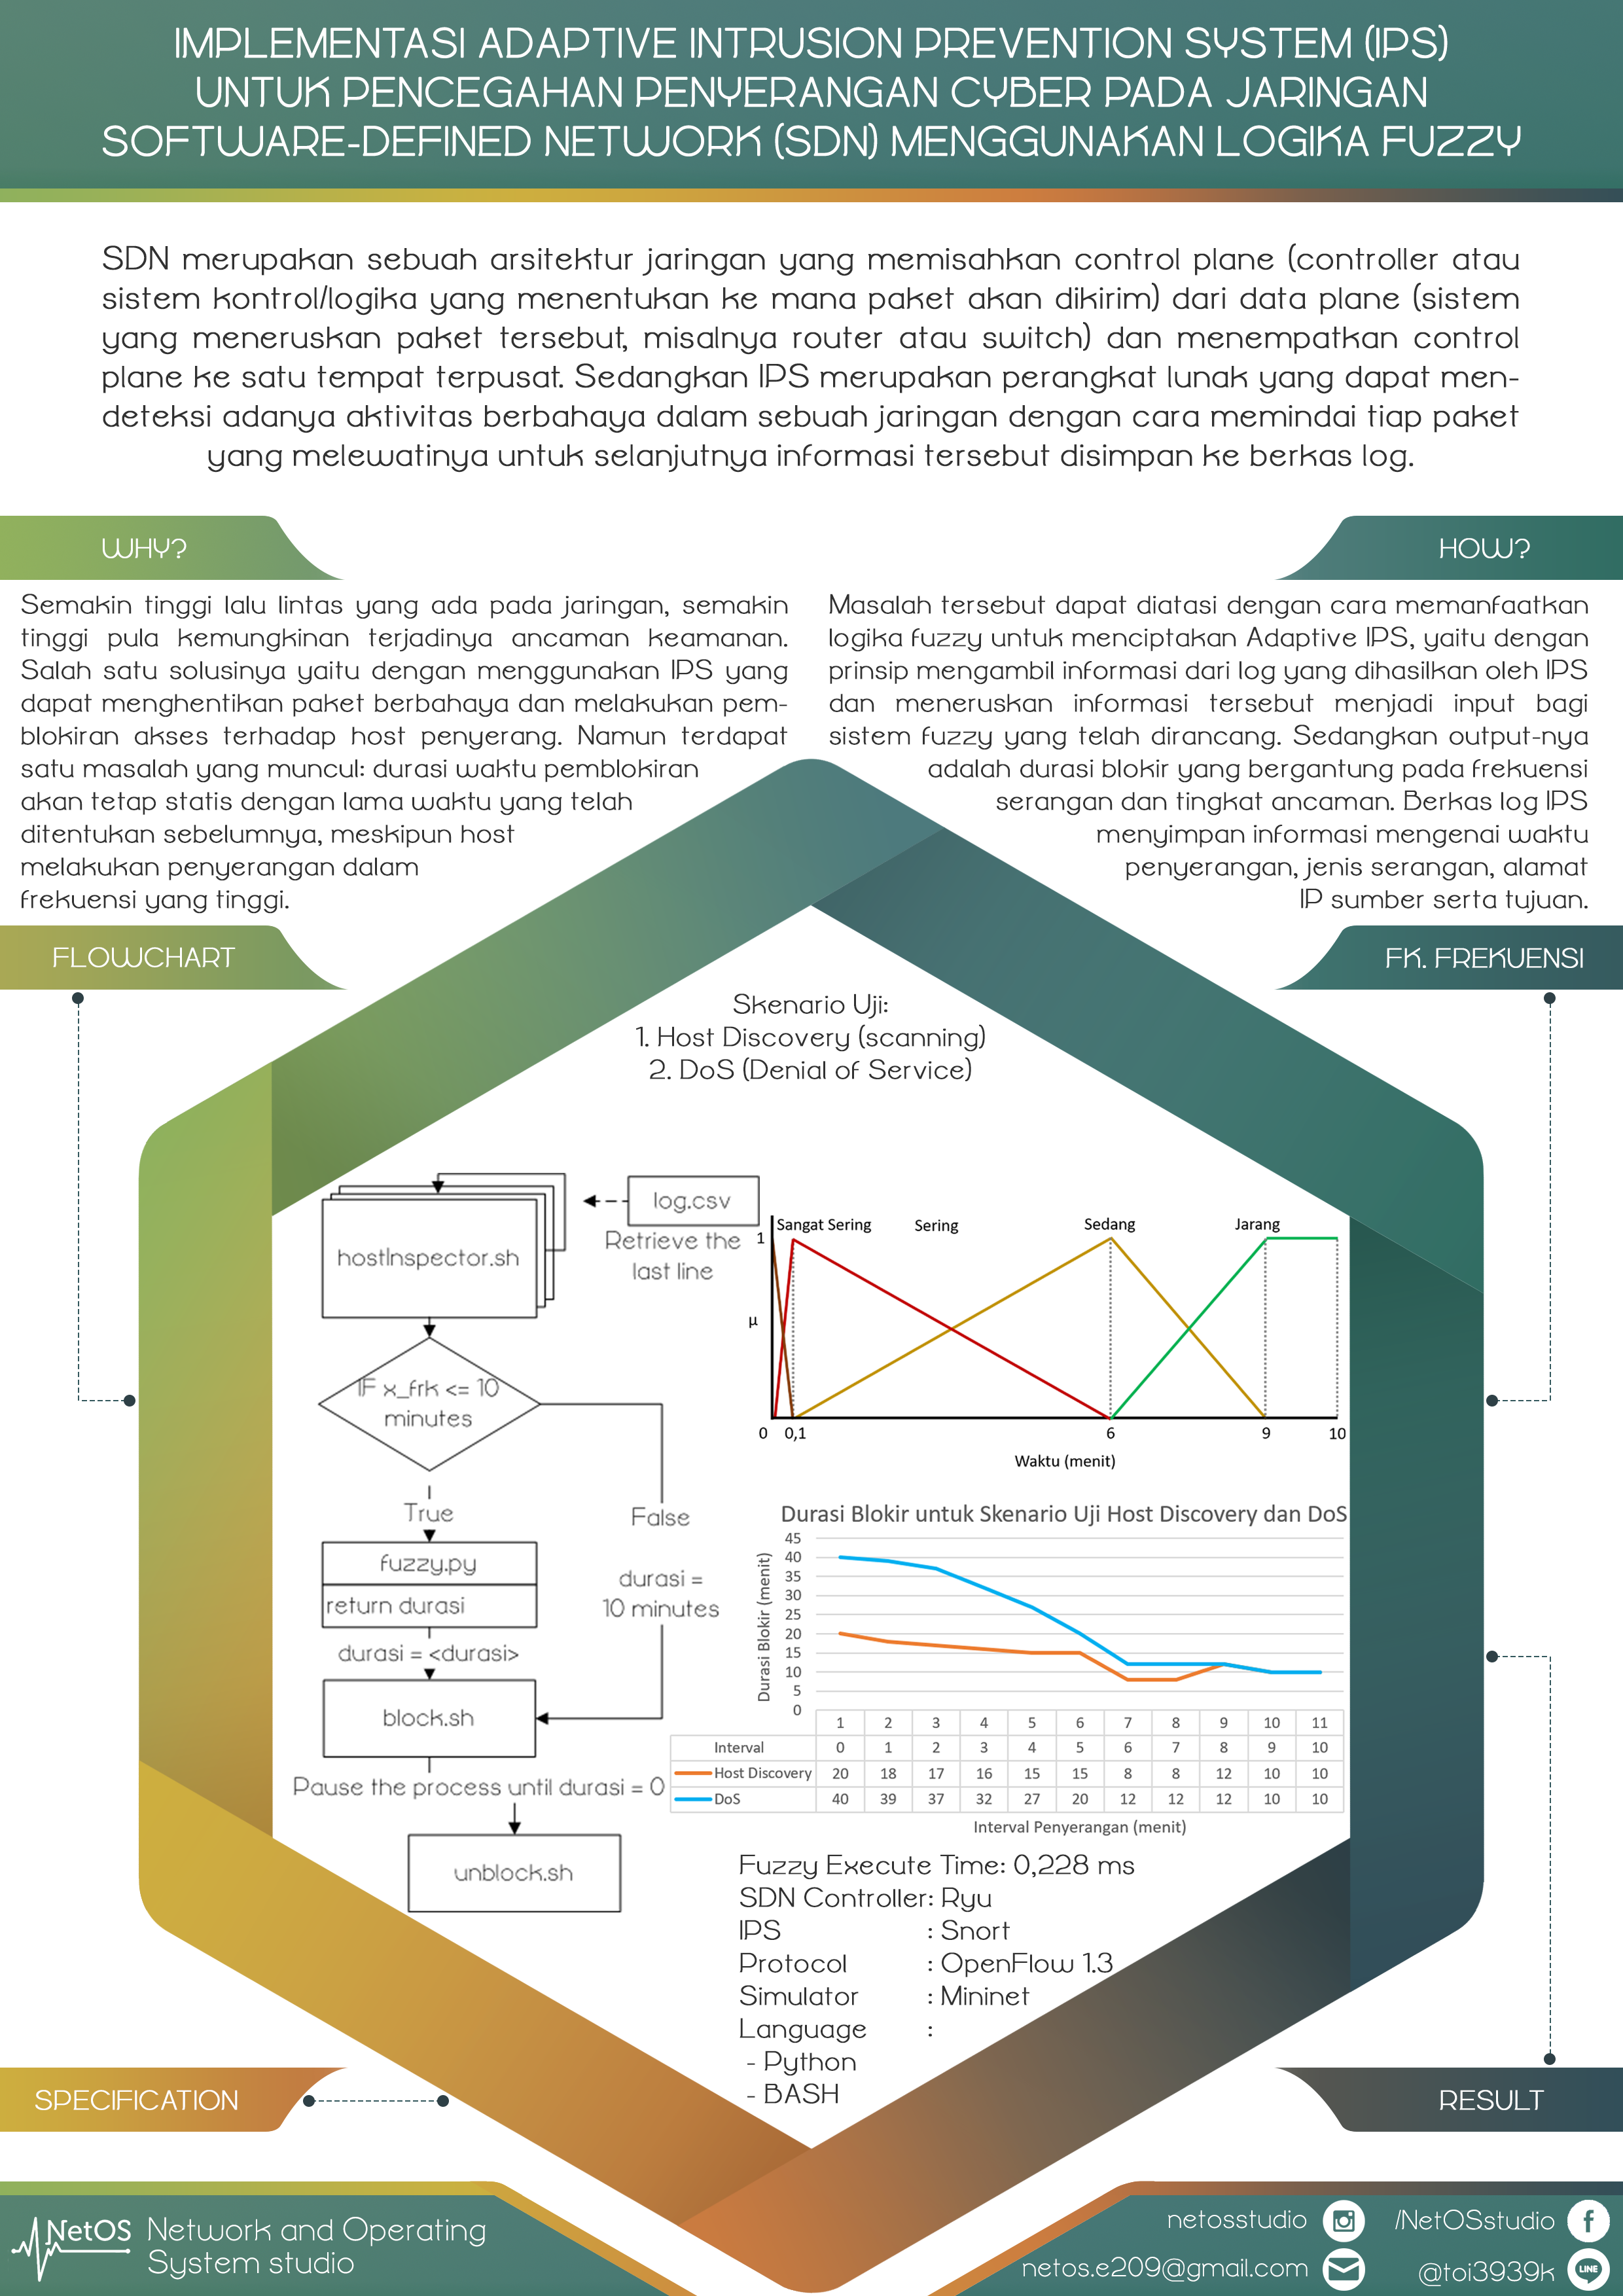 IMPLEMENTASI ADAPTIVE INTRUSION PREVENTION SYSTEM (IPS)
UNTUK PENCEGAHAN PENYERANGAN CYBER PADA JARINGAN
SOFTWARE-DEFINED NETWORK (SDN) MENGGUNAKAN LOGIKA FUZZY
SDN merupakan sebuah arsitektur jaringan yang memisahkan control plane (controller atau
sistem kontrol/logika yang menentukan ke mana paket akan dikirim) dari data plane (sistem
yang meneruskan paket tersebut, misalnya router atau switch) dan menempatkan control
plane ke satu tempat terpusat. Sedangkan IPS merupakan perangkat lunak yang dapat men-
deteksi adanya aktivitas berbahaya dalam sebuah jaringan dengan cara memindai tiap paket
yang melewatinya untuk selanjutnya informasi tersebut disimpan ke berkas log.
WHY?
Semakin tinggi lalu lintas yang ada pada jaringan, semakin
tinggi pula kemungkinan terjadinya ancaman keamanan.
Salah satu solusinya yaitu dengan menggunakan IPS yang
dapat menghentikan paket berbahaya dan melakukan pem-
blokiran akses terhadap host penyerang. Namun terdapat
satu masalah yang muncul: durasi waktu pemblokiran
akan tetap statis dengan lama waktu yang telah
ditentukan sebelumnya, meskipun host
melakukan penyerangan dalam
frekuensi yang tinggi.
HOW?
Masalah tersebut dapat diatasi dengan cara memanfaatkan
logika fuzzy untuk menciptakan Adaptive IPS, yaitu dengan
prinsip mengambil informasi dari log yang dihasilkan oleh IPS
dan meneruskan informasi tersebut menjadi input bagi
sistem fuzzy yang telah dirancang. Sedangkan output-nya
adalah durasi blokir yang bergantung pada frekuensi
serangan dan tingkat ancaman. Berkas log IPS
menyimpan informasi mengenai waktu
penyerangan, jenis serangan, alamat
IP sumber serta tujuan.
FLOWCHART
FK. FREKUENSI
Skenario Uji:
1. Host Discovery (scanning)
2. DoS (Denial of Service)
log.csv
Retrieve the
last line
hostInspector.sh
IF x_frk <= 10
minutes
True
False
fuzzy.py
return durasi
durasi =
10 minutes
durasi = <durasi>
block.sh
Pause the process until durasi = 0
unblock.sh
Sangat Sering Sering Sedang Jarang
1
µ
0 0,1 6 9 10
Waktu (menit)
Durasi Blokir untuk Skenario Uji Host Discovery dan DoS
Durasi Blokir (menit)
45
40
35
30
25
20
15
10
5
0
1 2 3 4 5 6 7 8 9 10 11
Interval 0 1 2 3 4 5 6 7 8 9 10
Host Discovery 20 18 17 16 15 15 8 8 12 10 10
DoS 40 39 37 32 27 20 12 12 12 10 10
Interval Penyerangan (menit)
Fuzzy Execute Time: 0,228 ms
SDN Controller: Ryu
IPS : Snort
Protocol : OpenFlow 1.3
Simulator : Mininet
Language :
- Python
- BASH
SPECIFICATION
RESULT
NetOS
Network and Operating
System studio
netosstudio
/NetOSstudio
f
netos.e209@gmail.com
@toi3939k
LINE